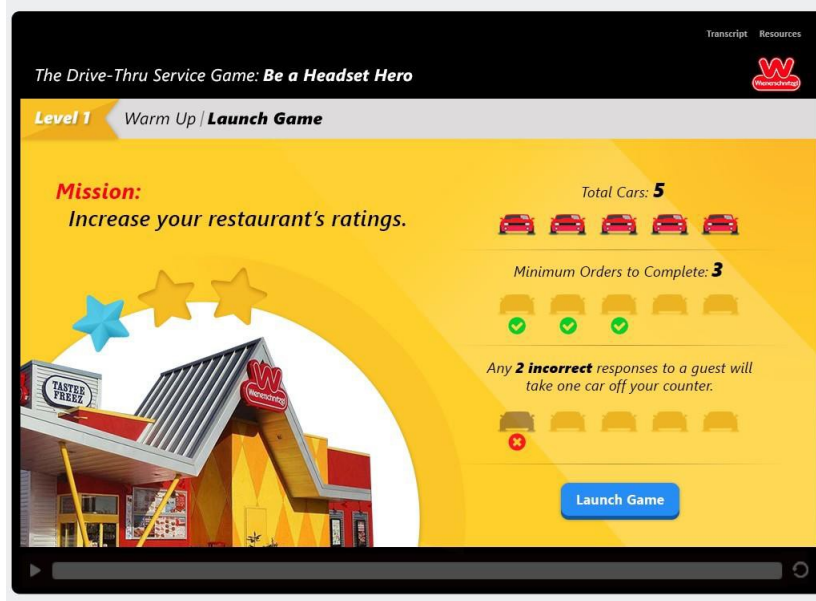 Transcript Resources
The Drive-Thru Service Game: Be a Headset Hero
W
Wienerschnitzel
Level 1 Warm Up | Launch Game
Mission:
Increase your restaurant's ratings.
Total Cars: 5
Minimum Orders to Complete: 3
Any 2 incorrect responses to a guest will
take one car off your counter.
TASTEE
FREEZ
W
Wienerschnitzel
Launch Game